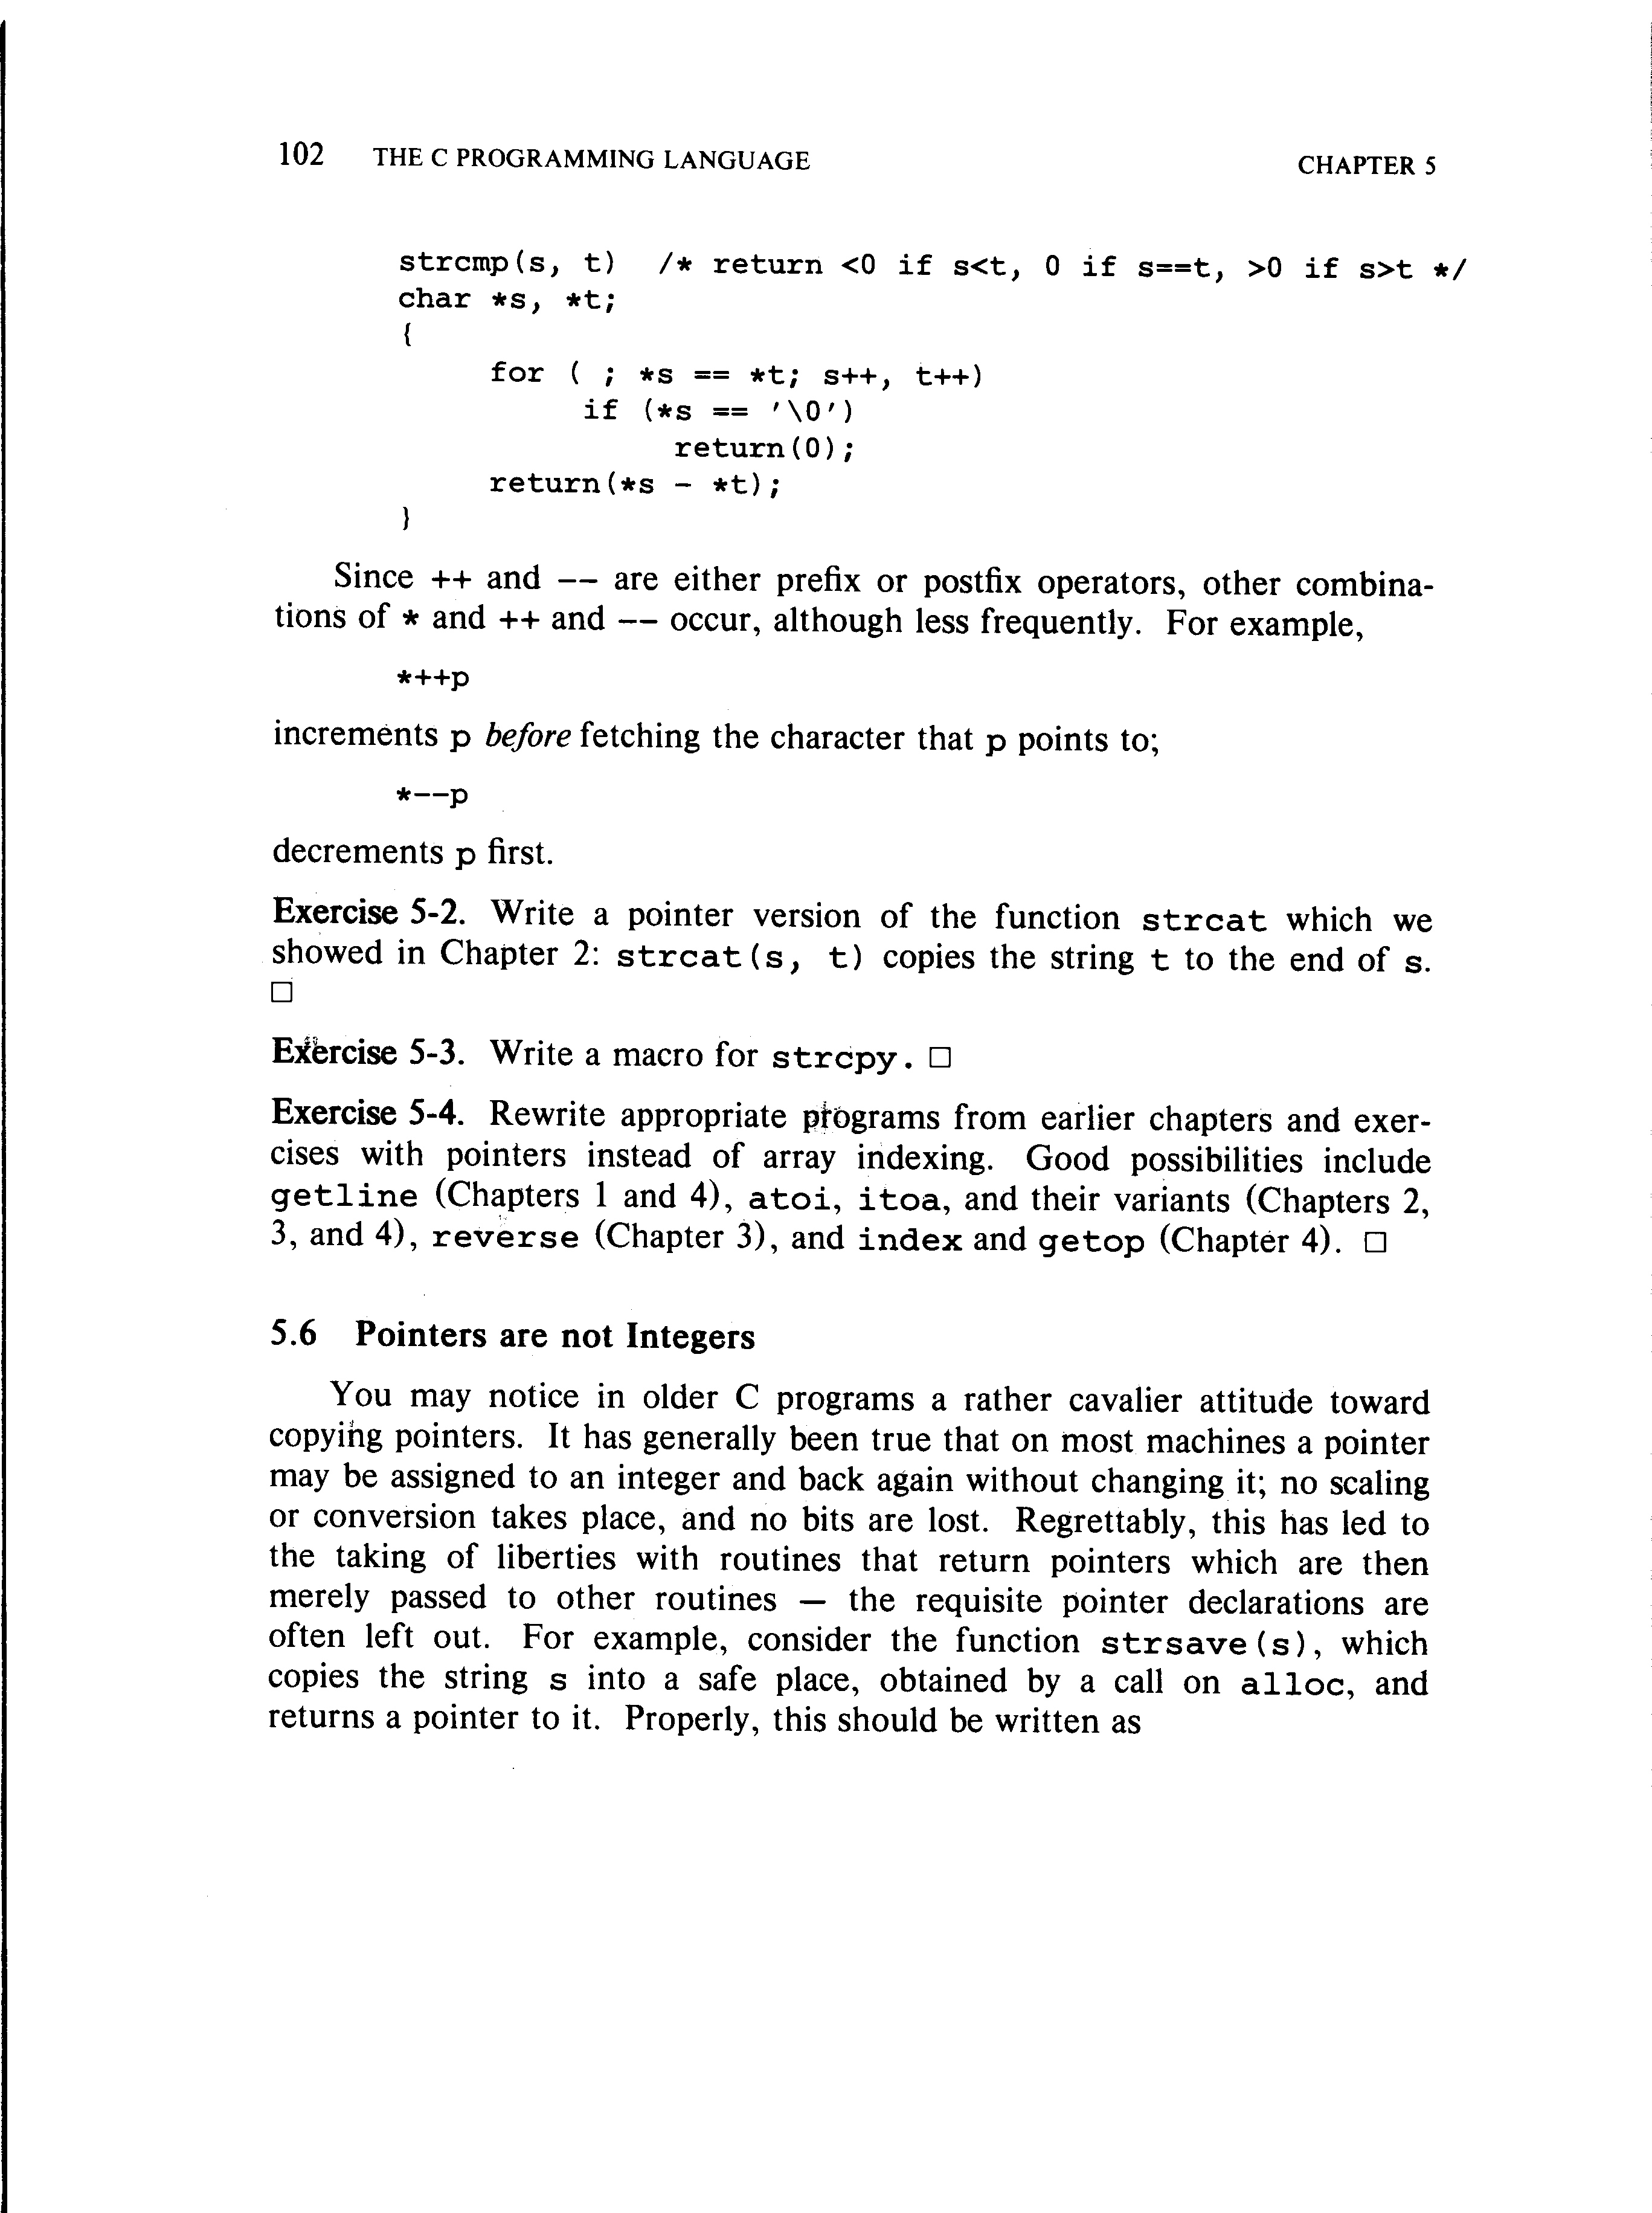 102 THE C PROGRAMMING LANGUAGE CHAPTER 5
strcmp(s, t) /* return <0 if s<t, 0 if s==t, >0 if s>t */
char *s, *t;
{
for ( ; *s == *t; s++, t++)
if (*s == '\0')
return(0);
return(*s - *t);
}
Since ++ and -- are either prefix or postfix operators, other combina-
tions of * and ++ and -- occur, although less frequently. For example,
*++p
increments p before fetching the character that p points to;
*--p
decrements p first.
Exercise 5-2. Write a pointer version of the function strcat which we
showed in Chapter 2: strcat(s, t) copies the string t to the end of s.
□
Exercise 5-3. Write a macro for strcpy. □
Exercise 5-4. Rewrite appropriate programs from earlier chapters and exer-
cises with pointers instead of array indexing. Good possibilities include
getline (Chapters 1 and 4), atoi, itoa, and their variants (Chapters 2,
3, and 4), reverse (Chapter 3), and index and getop (Chapter 4). □
5.6 Pointers are not Integers
You may notice in older C programs a rather cavalier attitude toward
copying pointers. It has generally been true that on most machines a pointer
may be assigned to an integer and back again without changing it; no scaling
or conversion takes place, and no bits are lost. Regrettably, this has led to
the taking of liberties with routines that return pointers which are then
merely passed to other routines — the requisite pointer declarations are
often left out. For example, consider the function strsave(s), which
copies the string s into a safe place, obtained by a call on alloc, and
returns a pointer to it. Properly, this should be written as